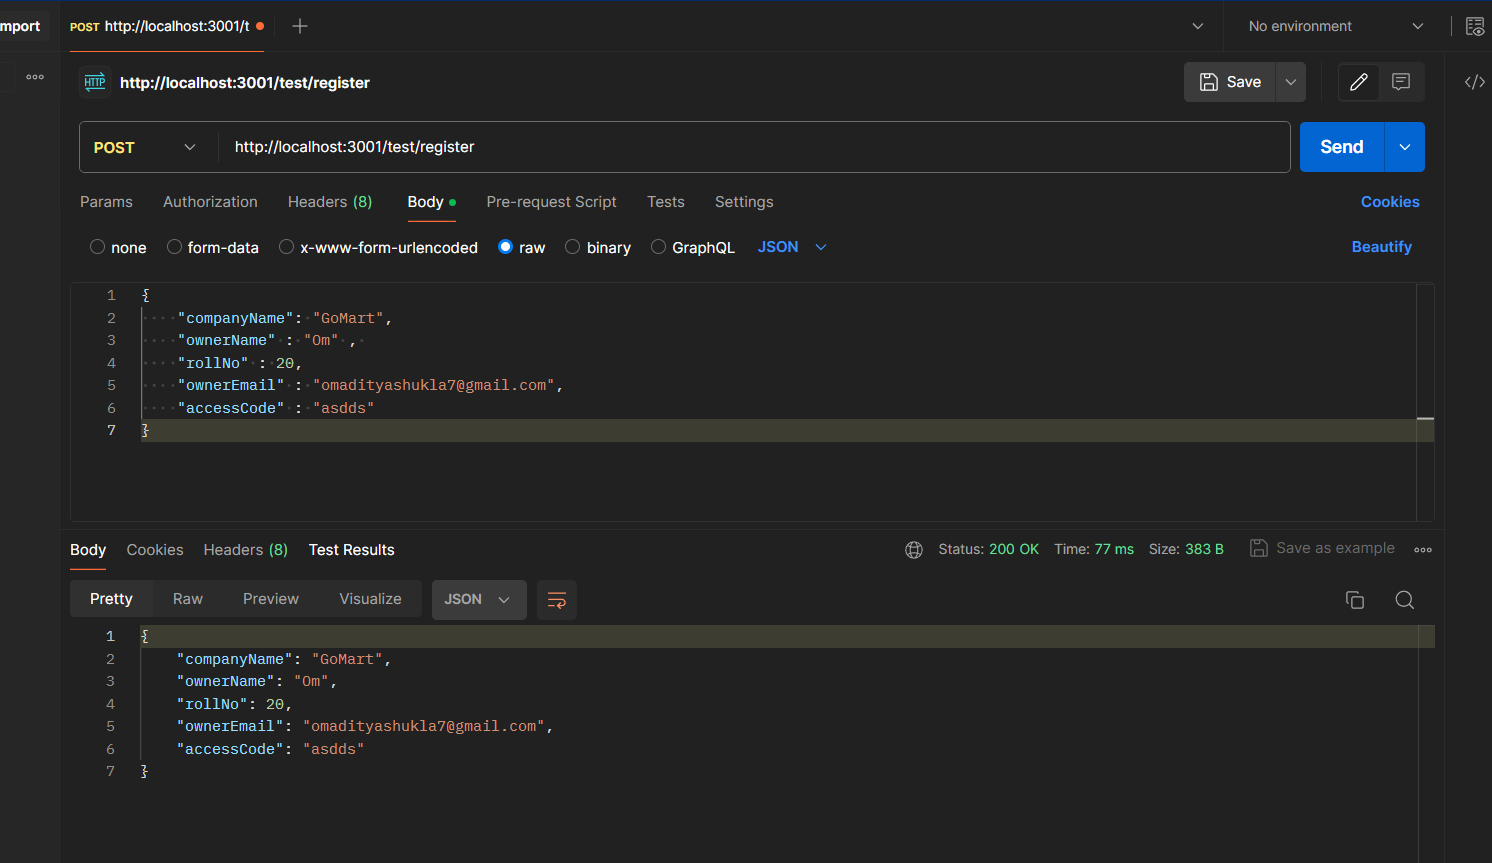 mport
POST http://localhost:3001/t
No environment
HTTP http://localhost:3001/test/register
Save
POST http://localhost:3001/test/register
Send
Params Authorization Headers (8) Body Pre-request Script Tests Settings Cookies
none form-data x-www-form-urlencoded raw binary GraphQL JSON Beautify
1 {
2 "companyName": "GoMart",
3 "ownerName" : "Om" ,
4 "rollNo" : 20,
5 "ownerEmail" : "omadityashukla7@gmail.com",
6 "accessCode" : "asdds"
7 }
Body Cookies Headers (8) Test Results Status: 200 OK Time: 77 ms Size: 383 B Save as example
Pretty Raw Preview Visualize JSON
1 {
2 "companyName": "GoMart",
3 "ownerName": "Om",
4 "rollNo": 20,
5 "ownerEmail": "omadityashukla7@gmail.com",
6 "accessCode": "asdds"
7 }